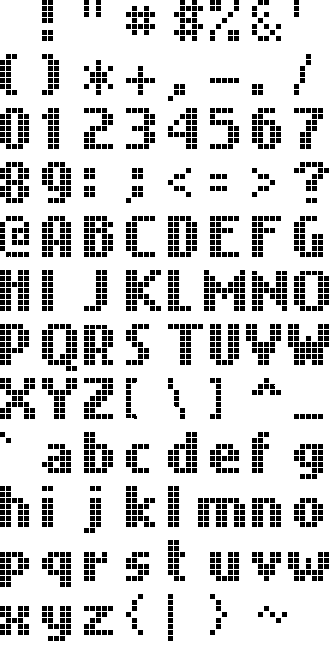 ! " # $ % & '
( ) * + , - . /
0 1 2 3 4 5 6 7
8 9 : ; < = > ?
@ A B C D E F G
H I J K L M N O
P Q R S T U V W
X Y Z [ \ ] ^ _
` a b c d e f g
h i j k l m n o
p q r s t u v w
x y z { | } ~